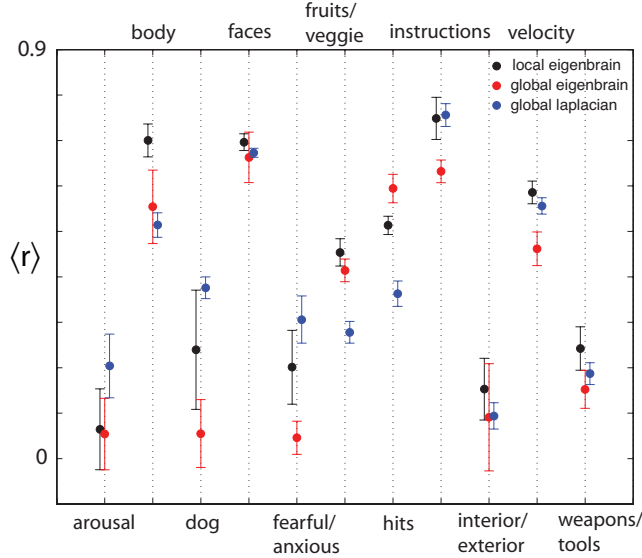 fruits/
body faces veggie instructions velocity
0.9
local eigenbrain
global eigenbrain
global laplacian
⟨r⟩
0
arousal dog fearful/ hits interior/ weapons/
anxious exterior tools